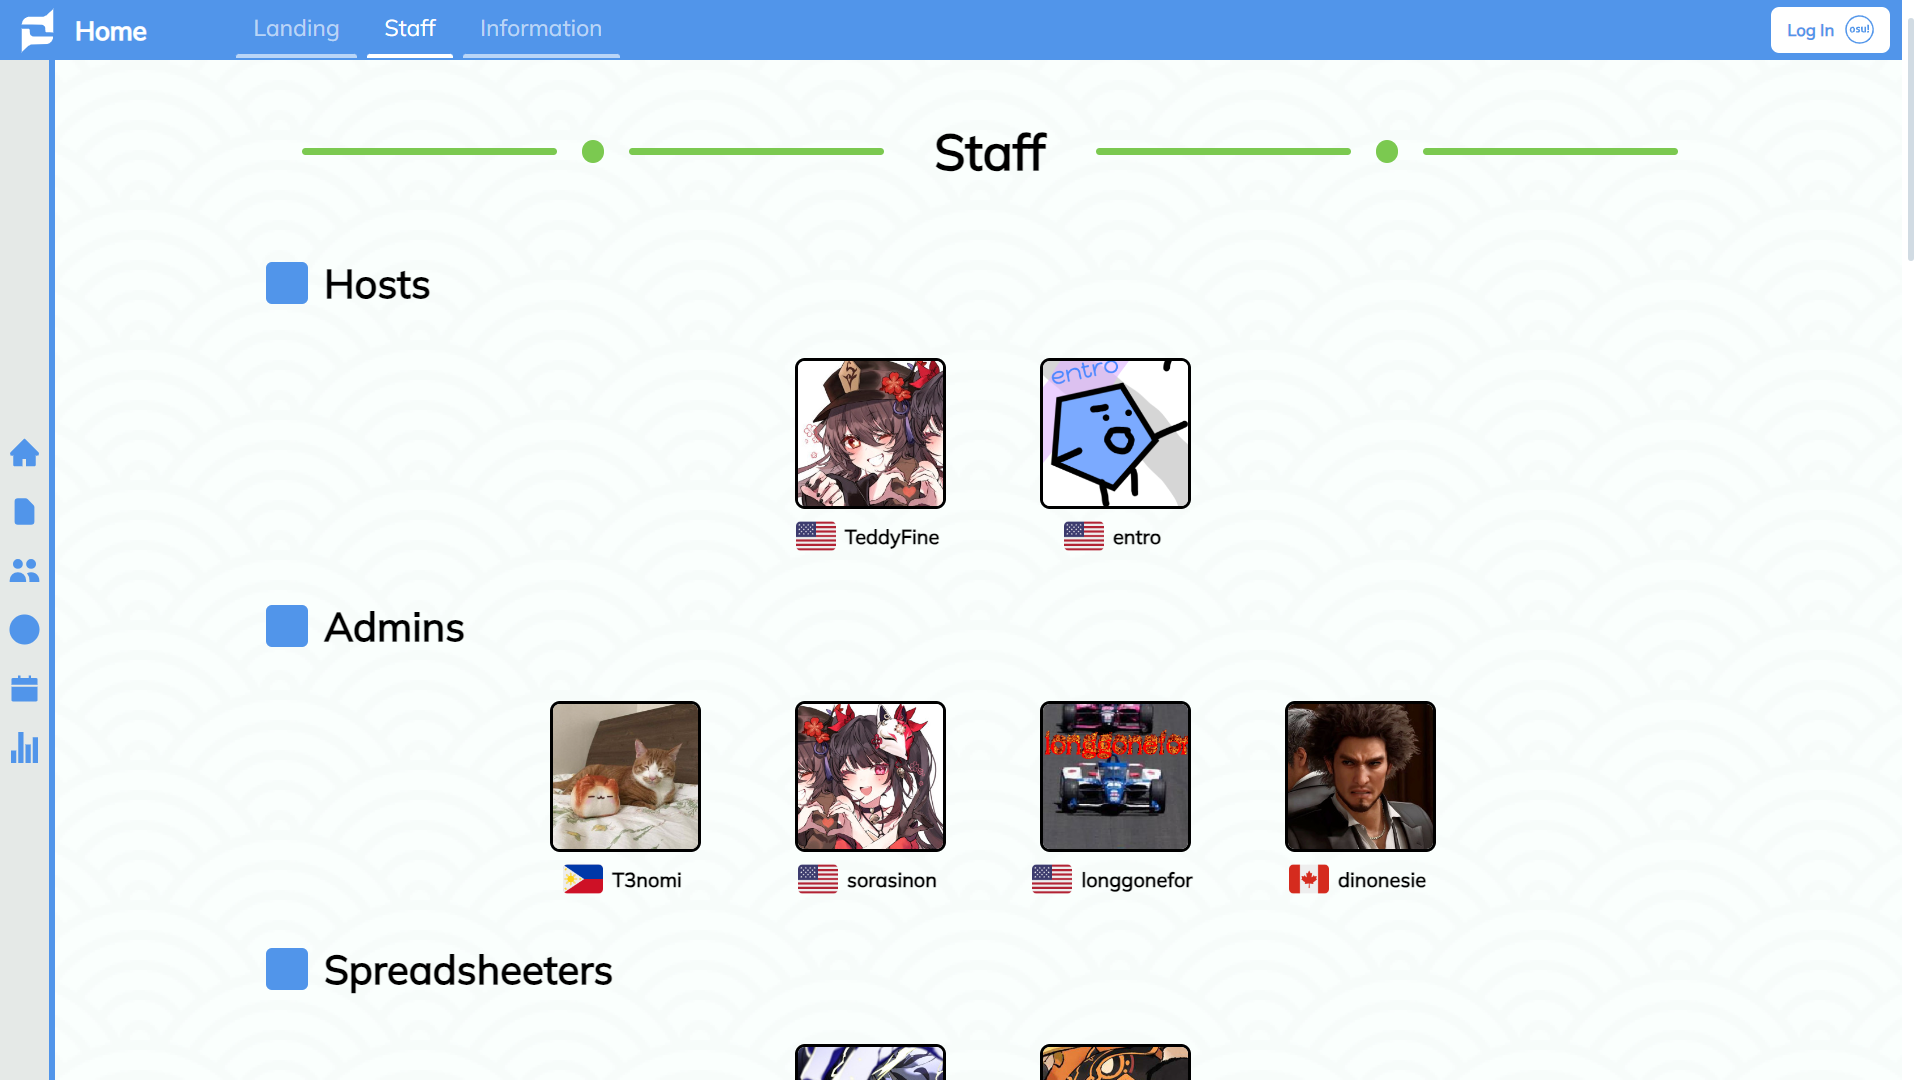 Home
Landing
Staff
Information
Log In
osu!
Staff
Hosts
entro
TeddyFine
entro
Admins
longgonefor
T3nomi
sorasinon
longgonefor
dinonesie
Spreadsheeters